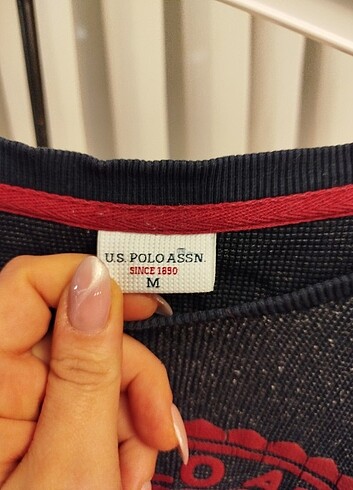 U.S. POLO ASSN.
SINCE 1890
M